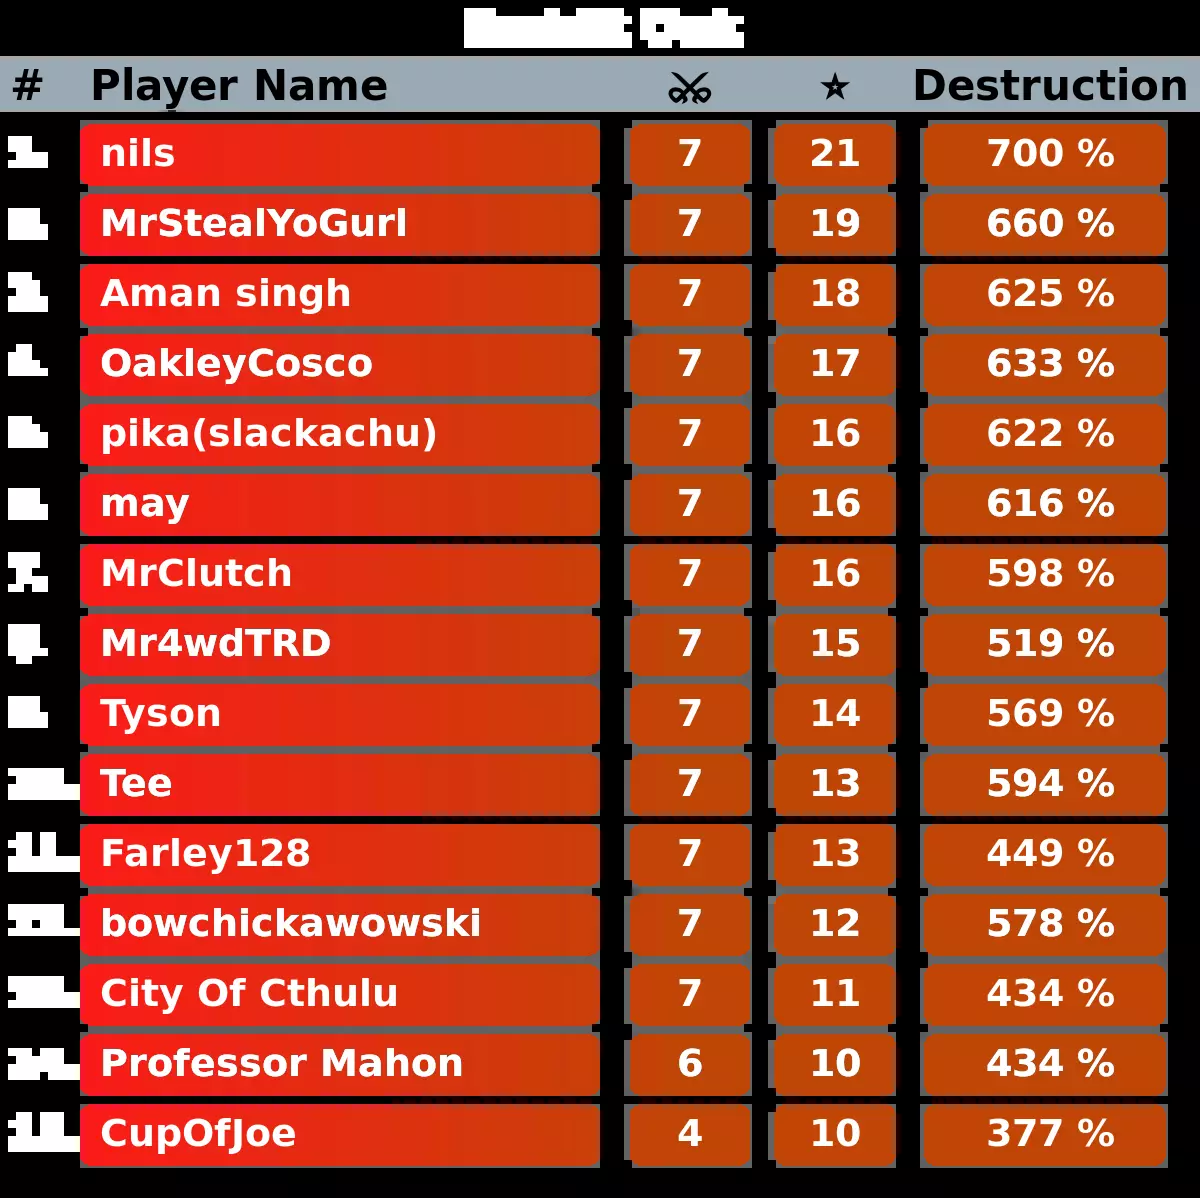 # Player Name ⚔ ★ Destruction
nils 7 21 700 %
MrStealYoGurl 7 19 660 %
Aman singh 7 18 625 %
OakleyCosco 7 17 633 %
pika(slackachu) 7 16 622 %
may 7 16 616 %
MrClutch 7 16 598 %
Mr4wdTRD 7 15 519 %
Tyson 7 14 569 %
Tee 7 13 594 %
Farley128 7 13 449 %
bowchickawowski 7 12 578 %
City Of Cthulu 7 11 434 %
Professor Mahon 6 10 434 %
CupOfJoe 4 10 377 %